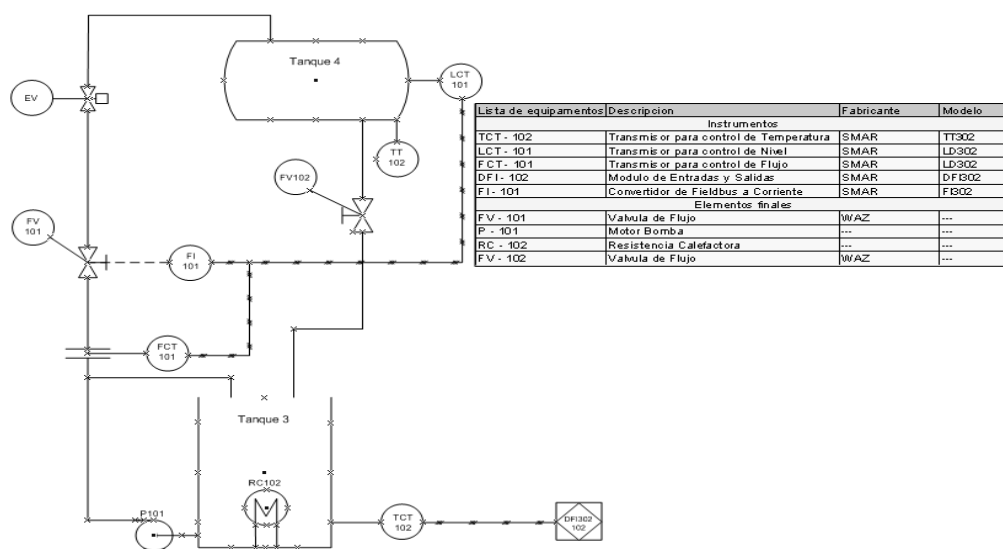 Tanque 4
LCT
101
EV
TT
102
FV102
FV
101
FI
101
FCT
101
Tanque 3
RC102
P101
TCT
102
DFI302
102
Lista de equipamentos Descripcion Fabricante Modelo
Instrumentos
TCT - 102 Transmisor para control de Temperatura SMAR TT302
LCT - 101 Transmisor para control de Nivel SMAR LD302
FCT - 101 Transmisor para control de Flujo SMAR LD302
DFI - 102 Modulo de Entradas y Salidas SMAR DFI302
FI - 101 Convertidor de Fieldbus a Corriente SMAR FI302
Elementos finales
FV - 101 Valvula de Flujo WAZ ---
P - 101 Motor Bomba --- ---
RC - 102 Resistencia Calefactora --- ---
FV - 102 Valvula de Flujo WAZ ---